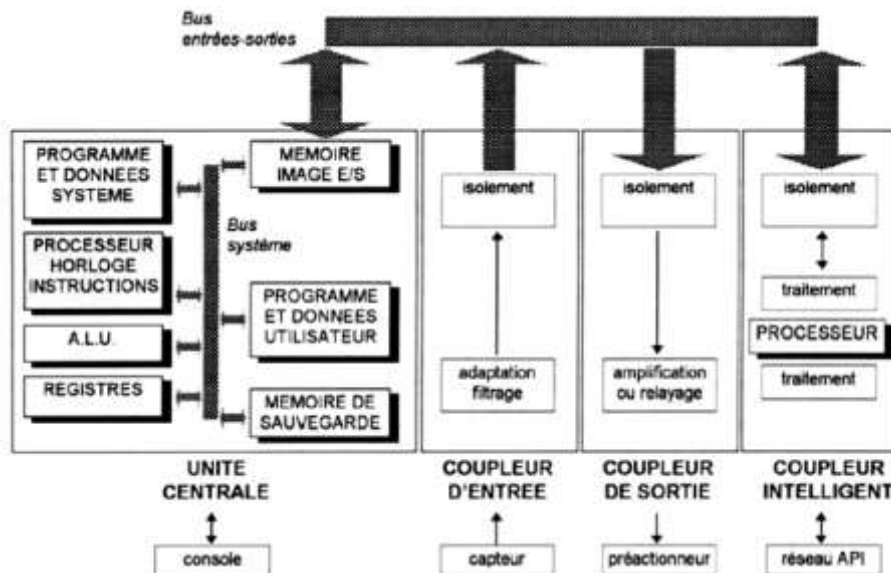 Bus
entrées-sorties
PROGRAMME
ET DONNEES
SYSTEME
PROCESSEUR
HORLOGE
INSTRUCTIONS
A.L.U.
REGISTRES
Bus
système
MEMOIRE
IMAGE E/S
PROGRAMME
ET DONNEES
UTILISATEUR
MEMOIRE DE
SAUVEGARDE
UNITE
CENTRALE
console
isolement
adaptation
filtrage
COUPLEUR
D'ENTREE
capteur
isolement
amplification
ou relayage
COUPLEUR
DE SORTIE
préactionneur
isolement
traitement
PROCESSEUR
traitement
COUPLEUR
INTELLIGENT
réseau API